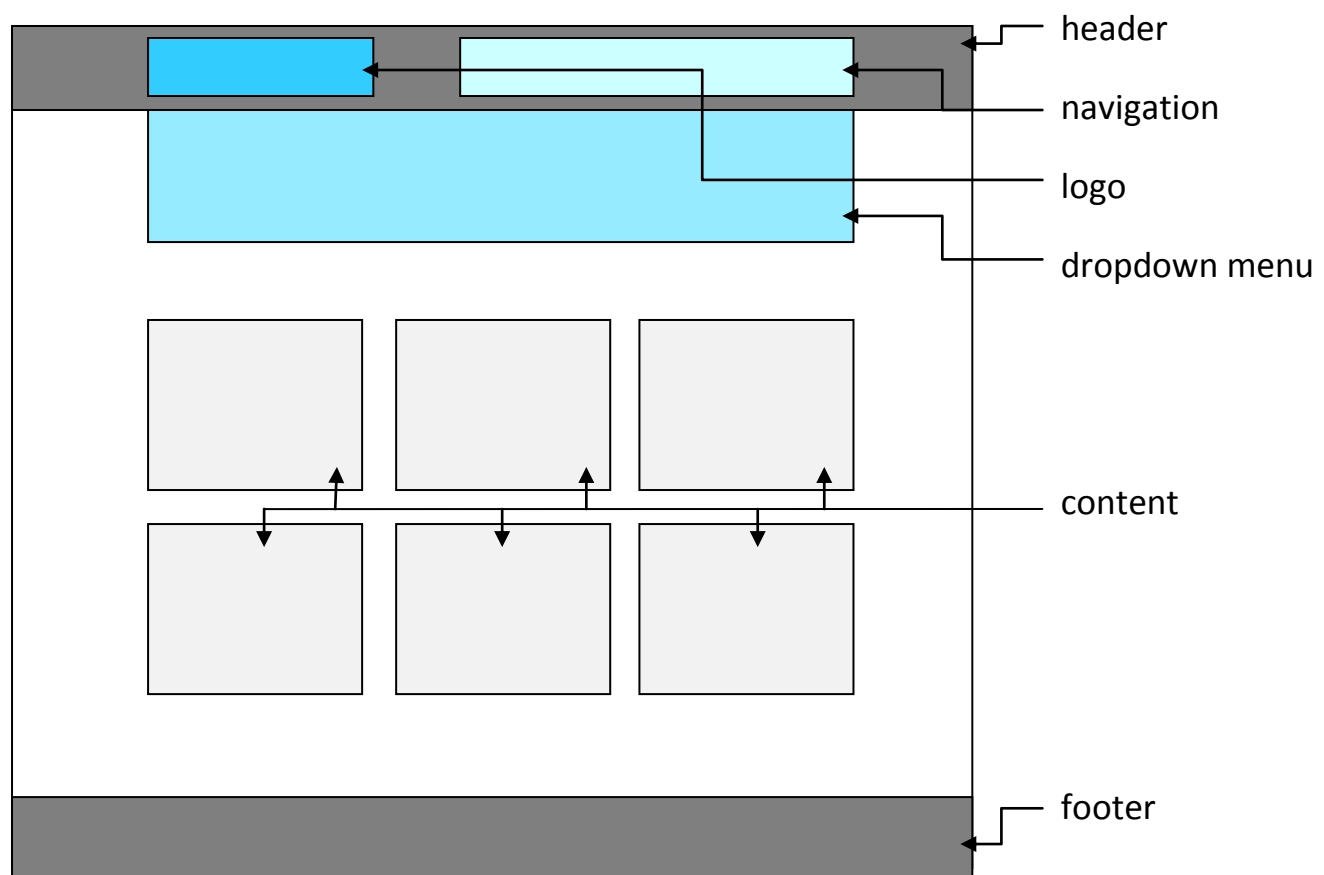 header
navigation
logo
dropdown menu
content
footer